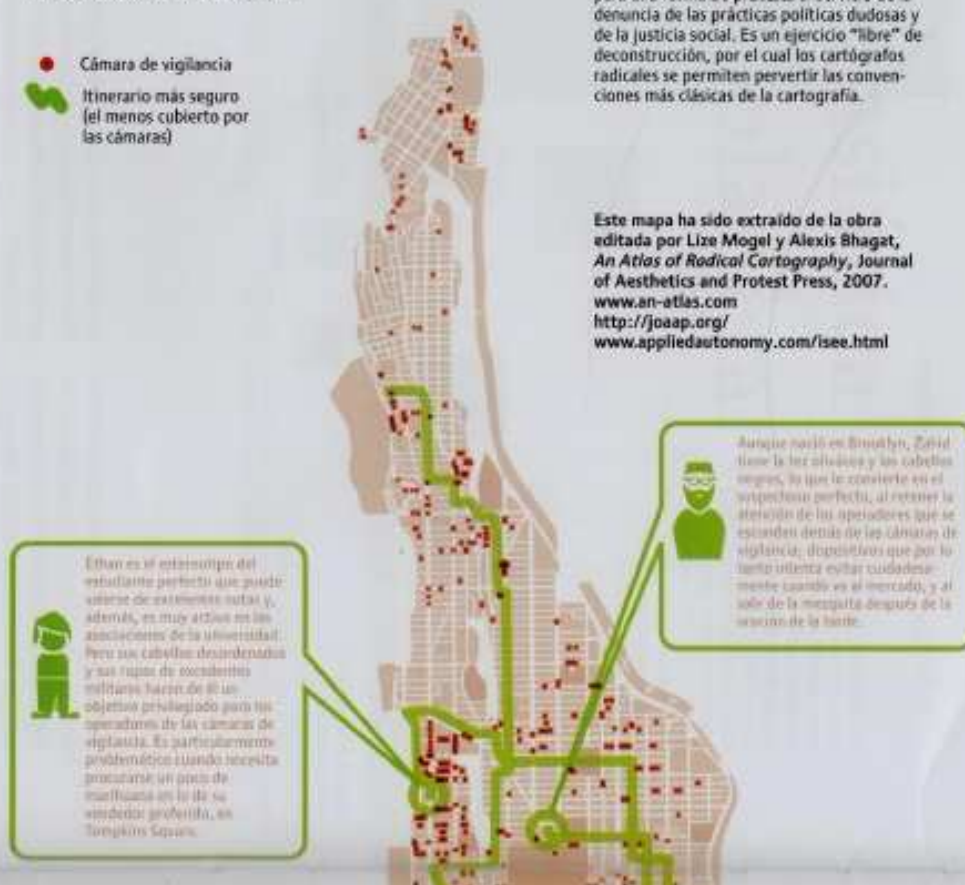 Cámara de vigilancia
Itinerario más seguro
(el menos cubierto por
las cámaras)
denuncia de las prácticas políticas dudosas y
de la justicia social. Es un ejercicio "libre" de
deconstrucción, por el cual los cartógrafos
radicales se permiten pervertir las conven-
ciones más clásicas de la cartografía.
Este mapa ha sido extraído de la obra
editada por Lize Mogel y Alexis Bhagat,
An Atlas of Radical Cartography, Journal
of Aesthetics and Protest Press, 2007.
www.an-atlas.com
http://joaap.org/
www.appliedautonomy.com/isee.html
Aunque nació en Brooklyn, Zahid
tiene la tez olivácea y los cabellos
negros, lo que le convierte en el
sospechoso perfecto, al retener la
atención de los operadores que se
esconden detrás de las cámaras de
vigilancia; dispositivos que por lo
tanto intenta evitar cuidadosa-
mente cuando va al mercado, y al
salir de la mezquita después de la
oración de la tarde.
Ethan es el estereotipo del
estudiante perfecto que puede
valerse de excelentes notas y,
además, es muy activo en las
asociaciones de la universidad.
Pero sus cabellos desordenados
y sus ropas de excedentes
militares hacen de él un
objetivo privilegiado para los
operadores de las cámaras de
vigilancia. Es particularmente
problemático cuando necesita
procurarse un poco de
marihuana en lo de su
vendedor preferido, en
Tompkins Square.